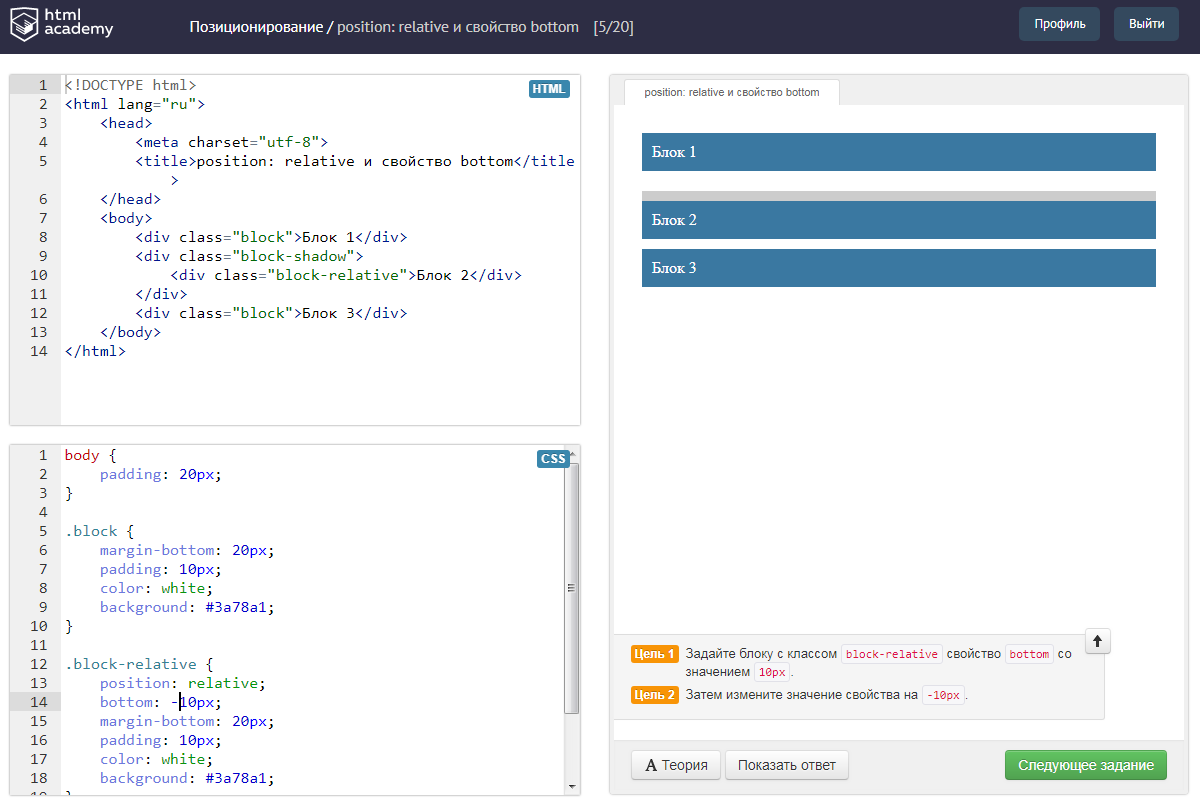 html
academy
Позиционирование / position: relative и свойство bottom [5/20]
Профиль
Выйти
HTML
1 <!DOCTYPE html>
2 <html lang="ru">
3 <head>
4 <meta charset="utf-8">
5 <title>position: relative и свойство bottom</title
>
6 </head>
7 <body>
8 <div class="block">Блок 1</div>
9 <div class="block-shadow">
10 <div class="block-relative">Блок 2</div>
11 </div>
12 <div class="block">Блок 3</div>
13 </body>
14 </html>
CSS
1 body {
2 padding: 20px;
3 }
4
5 .block {
6 margin-bottom: 20px;
7 padding: 10px;
8 color: white;
9 background: #3a78a1;
10 }
11
12 .block-relative {
13 position: relative;
14 bottom: -10px;
15 margin-bottom: 20px;
16 padding: 10px;
17 color: white;
18 background: #3a78a1;
position: relative и свойство bottom
Блок 1
Блок 2
Блок 3
Цель 1 Задайте блоку с классом block-relative свойство bottom со
значением 10px.
Цель 2 Затем измените значение свойства на -10px.
А Теория
Показать ответ
Следующее задание